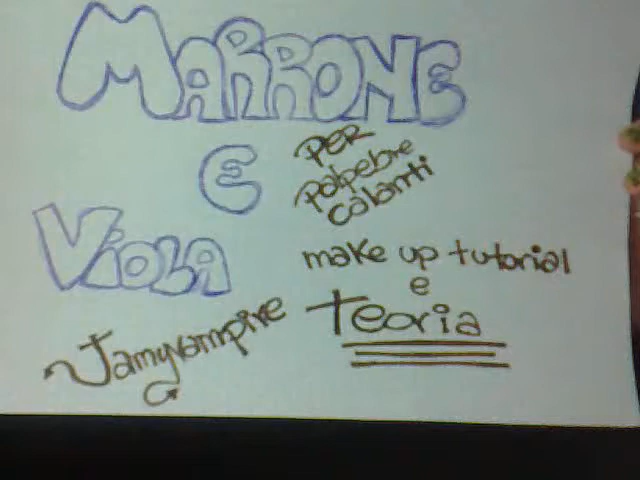 MARRONE
E
VIOLA
PER
palpebre
calanti
make up tutorial
e
teoria
Jamyvampire